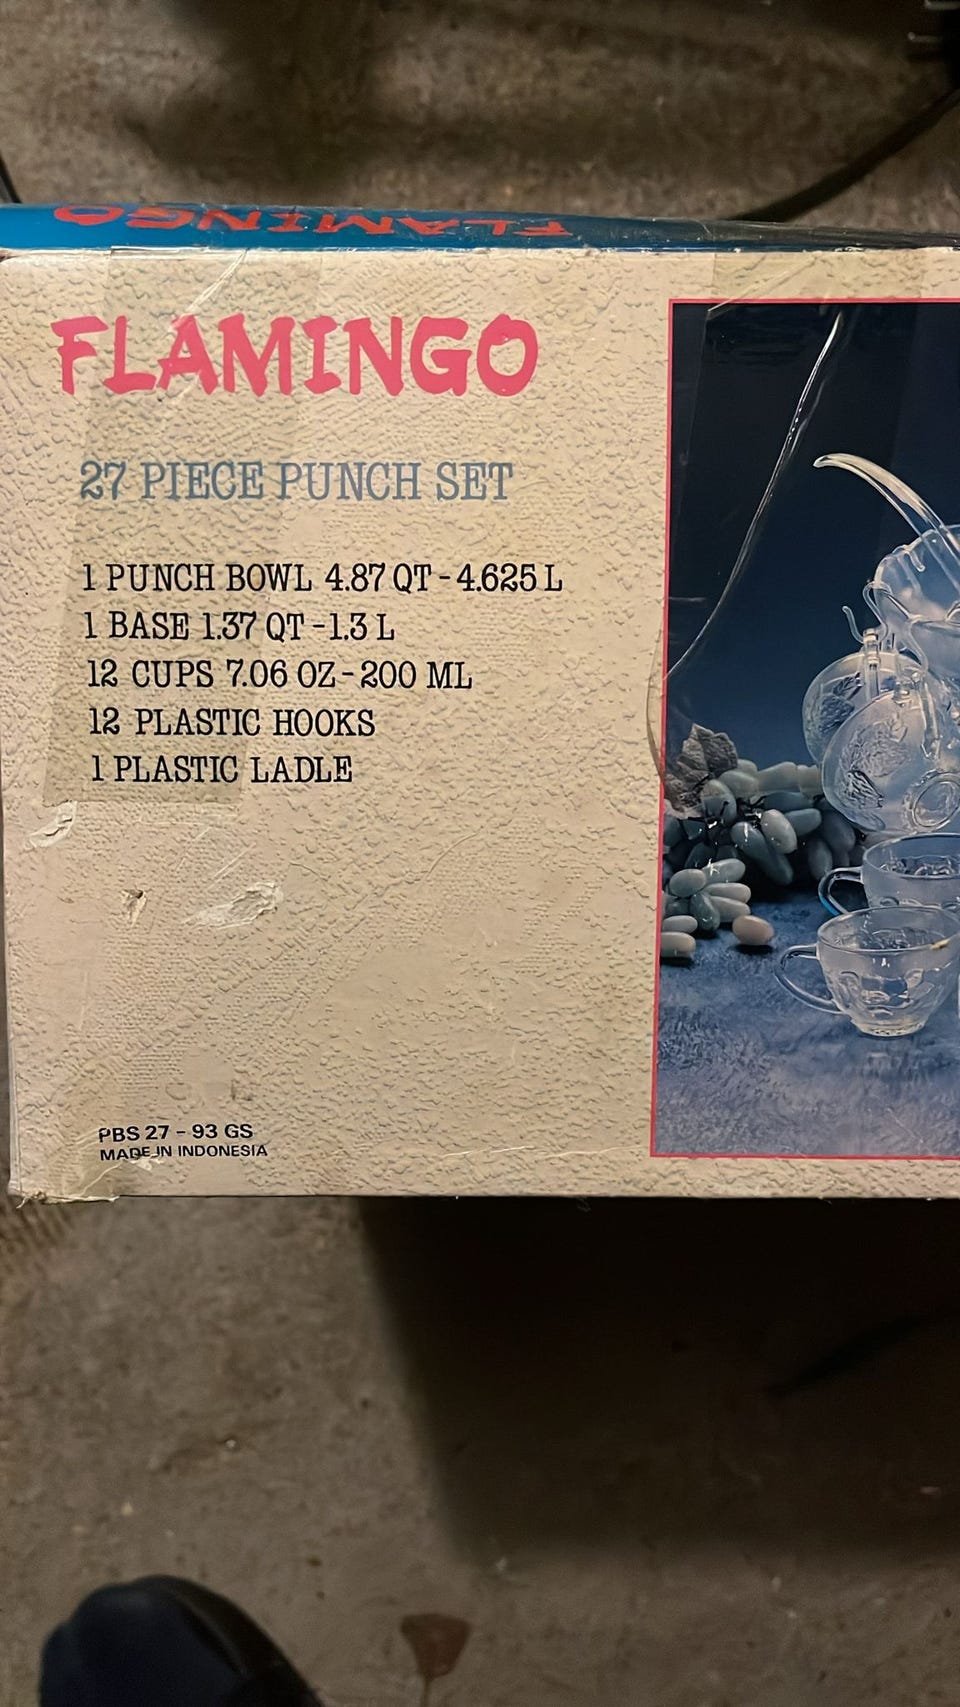 FLAMINGO
FLAMINGO
27 PIECE PUNCH SET
1 PUNCH BOWL 4.87 QT - 4.625 L
1 BASE 1.37 QT - 1.3 L
12 CUPS 7.06 OZ - 200 ML
12 PLASTIC HOOKS
1 PLASTIC LADLE
PBS 27 - 93 GS
MADE IN INDONESIA